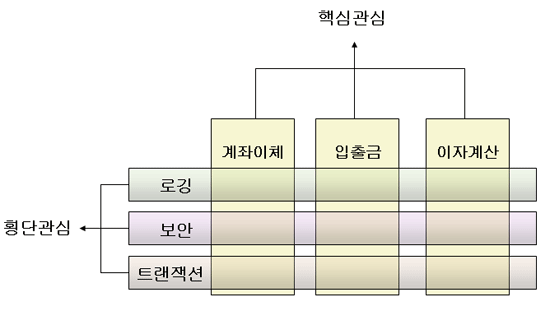 핵심관심
계좌이체
입출금
이자계산
로깅
횡단관심
보안
트랜잭션